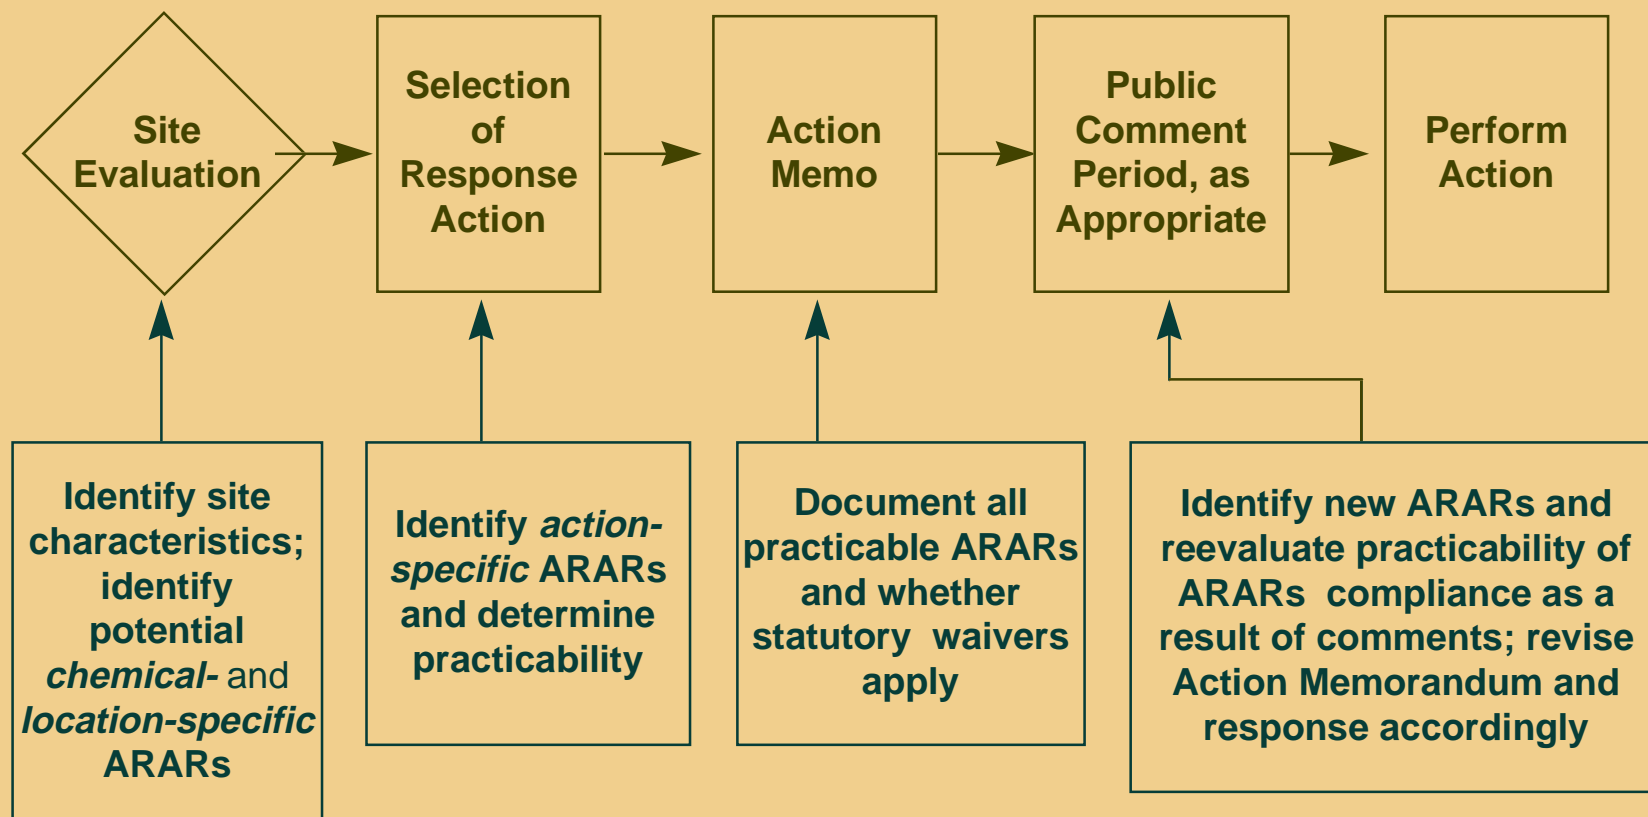 Site
Evaluation
Selection
of
Response
Action
Action
Memo
Public
Comment
Period, as
Appropriate
Perform
Action
Identify site
characteristics;
identify
potential
chemical- and
location-specific
ARARs
Identify action-
specific ARARs
and determine
practicability
Document all
practicable ARARs
and whether
statutory waivers
apply
Identify new ARARs and
reevaluate practicability of
ARARs compliance as a
result of comments; revise
Action Memorandum and
response accordingly